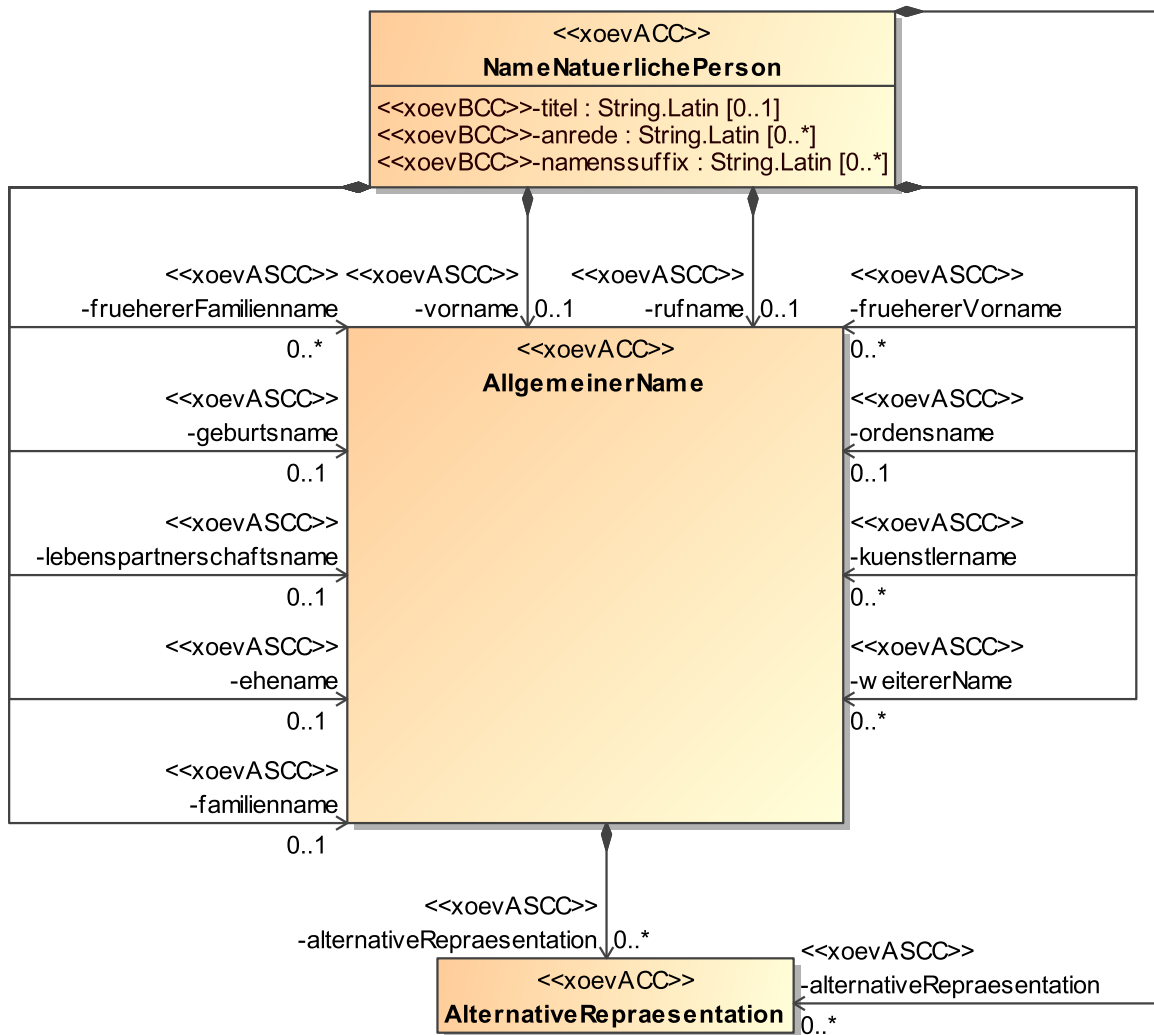 <<xoevACC>>
NameNatuerlichePerson
<<xoevBCC>>-titel : String.Latin [0..1]
<<xoevBCC>>-anrede : String.Latin [0..*]
<<xoevBCC>>-namenssuffix : String.Latin [0..*]
<<xoevASCC>>
-fruehererFamilienname
0..*
<<xoevASCC>>
-vorname
0..1
<<xoevASCC>>
-rufname
0..1
<<xoevASCC>>
-fruehererVorname
0..*
<<xoevACC>>
AllgemeinerName
<<xoevASCC>>
-geburtsname
0..1
<<xoevASCC>>
-ordensname
0..1
<<xoevASCC>>
-lebenspartnerschaftsname
0..1
<<xoevASCC>>
-kuenstlername
0..*
<<xoevASCC>>
-ehename
0..1
<<xoevASCC>>
-weitererName
0..*
<<xoevASCC>>
-familienname
0..1
<<xoevASCC>>
-alternativeRepraesentation
0..*
<<xoevACC>>
AlternativeRepraesentation
<<xoevASCC>>
-alternativeRepraesentation
0..*